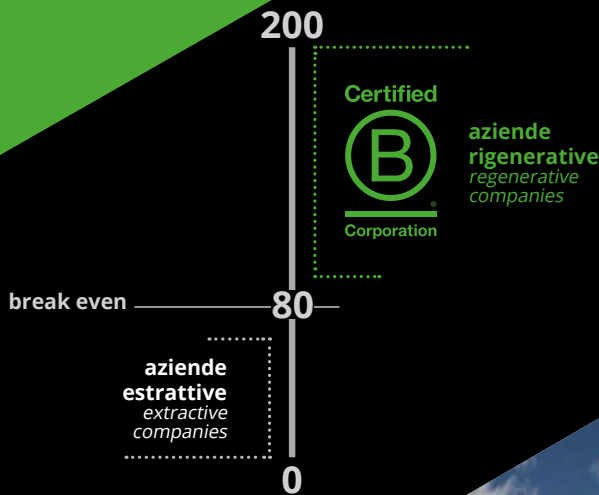 200
Certified
B
®
Corporation
aziende
rigenerative
regenerative
companies
break even
80
aziende
estrattive
extractive
companies
0